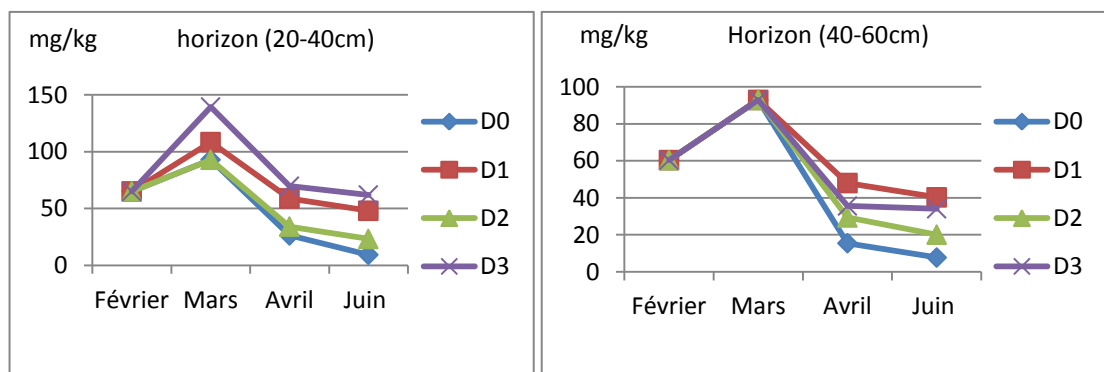 mg/kg horizon (20-40cm)
150
100
50
0
Février Mars Avril Juin
D0
D1
D2
D3
mg/kg Horizon (40-60cm)
100
80
60
40
20
0
Février Mars Avril Juin
D0
D1
D2
D3